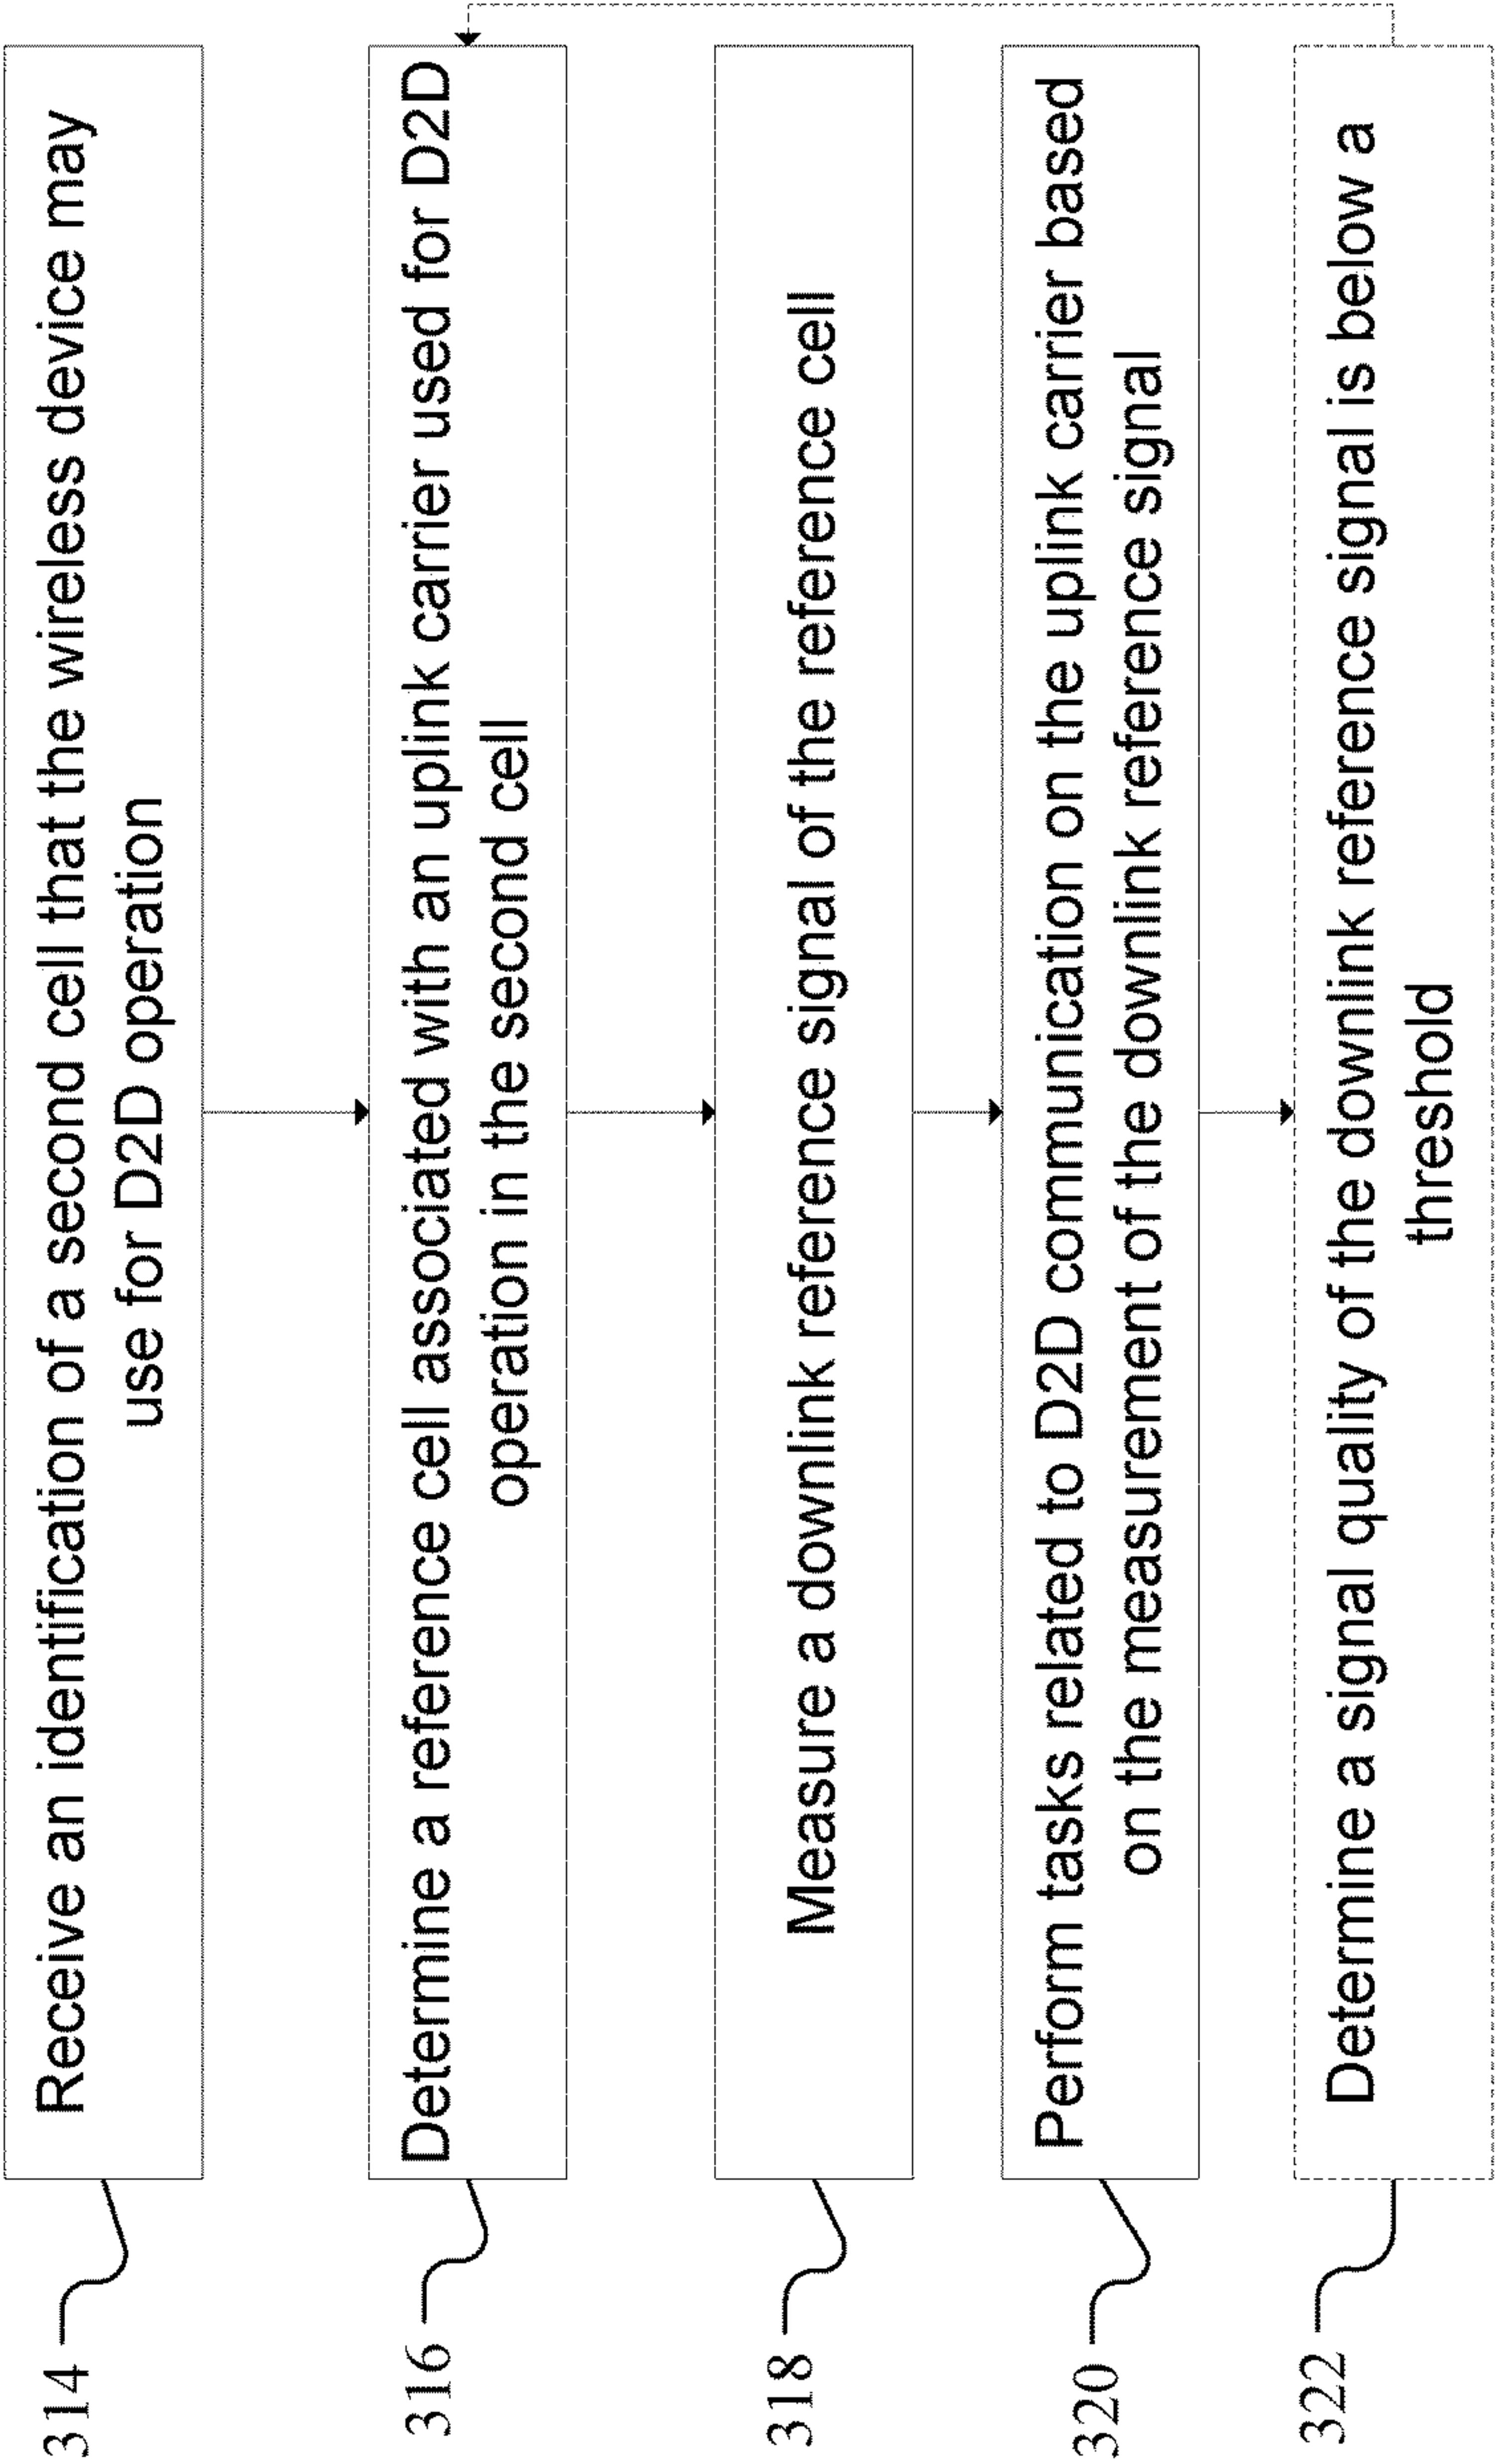 314
Receive an identification of a second cell that the wireless device may
use for D2D operation
316
Determine a reference cell associated with an uplink carrier used for D2D
operation in the second cell
318
Measure a downlink reference signal of the reference cell
320
Perform tasks related to D2D communication on the uplink carrier based
on the measurement of the downlink reference signal
322
Determine a signal quality of the downlink reference signal is below a
threshold